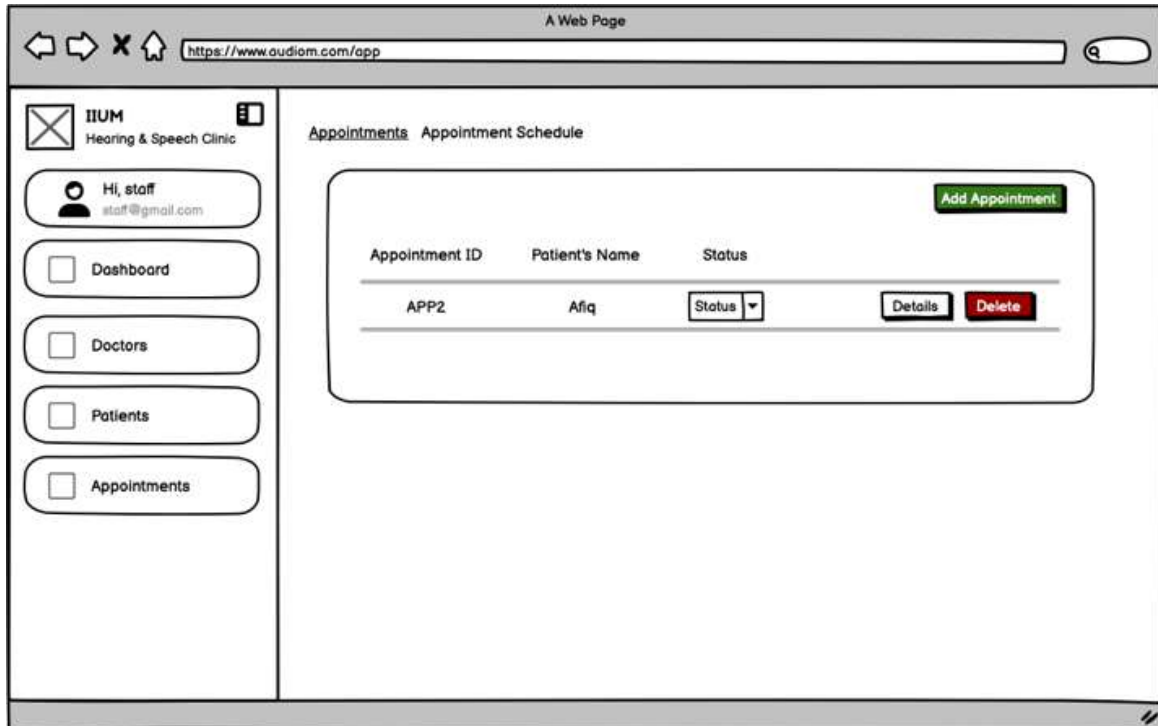 A Web Page
https://www.audiom.com/app
IIUM
Hearing & Speech Clinic
Hi, staff
staff@gmail.com
Dashboard
Doctors
Patients
Appointments
Appointments Appointment Schedule
Add Appointment
Appointment ID Patient's Name Status
APP2 Afiq Status Details Delete